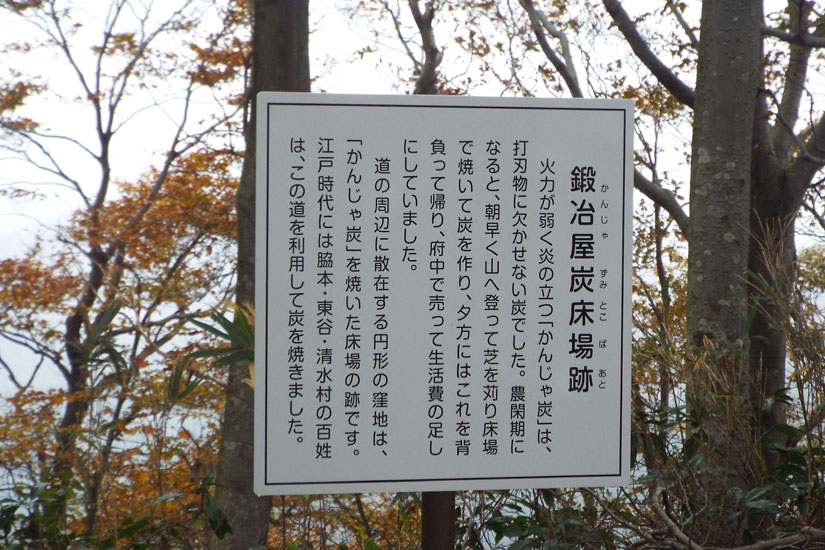 鍛冶屋炭床場跡
かんじゃ ずみ とこ ば あと
火力が弱く炎の立つ「かんじゃ炭」は、
打刃物に欠かせない炭でした。農閑期に
なると、朝早く山へ登って芝を刈り床場
で焼いて炭を作り、夕方にはこれを背
負って帰り、府中で売って生活費の足し
にしていました。
道の周辺に散在する円形の窪地は、
「かんじゃ炭」を焼いた床場の跡です。
江戸時代には脇本・東谷・清水村の百姓
は、この道を利用して炭を焼きました。